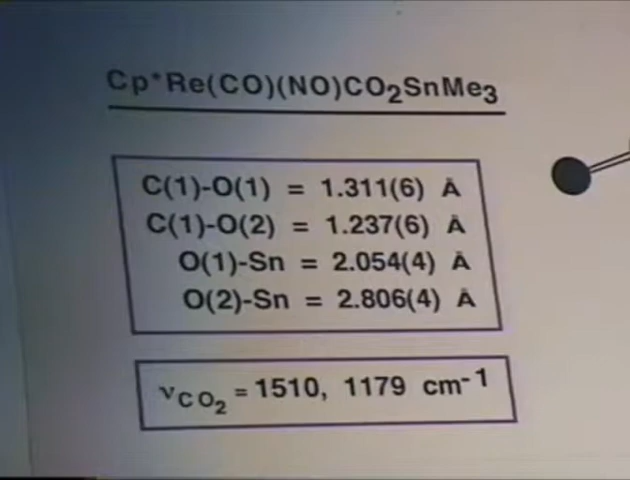 Cp*Re(CO)(NO)CO₂SnMe₃
C(1)-O(1) = 1.311(6) Å
C(1)-O(2) = 1.237(6) Å
O(1)-Sn = 2.054(4) Å
O(2)-Sn = 2.806(4) Å
νCO₂ = 1510, 1179 cm⁻¹